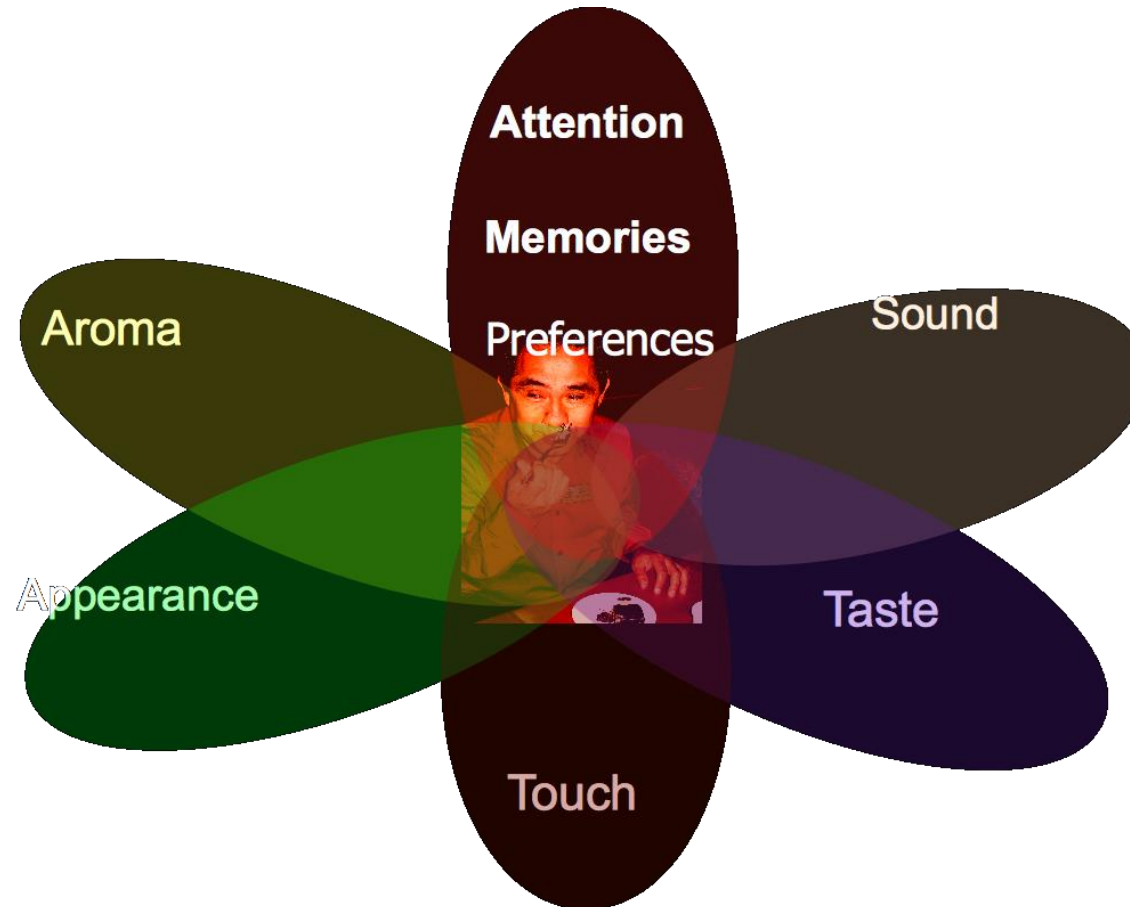 Attention
Memories
Preferences
Sound
Aroma
Appearance
Taste
Touch